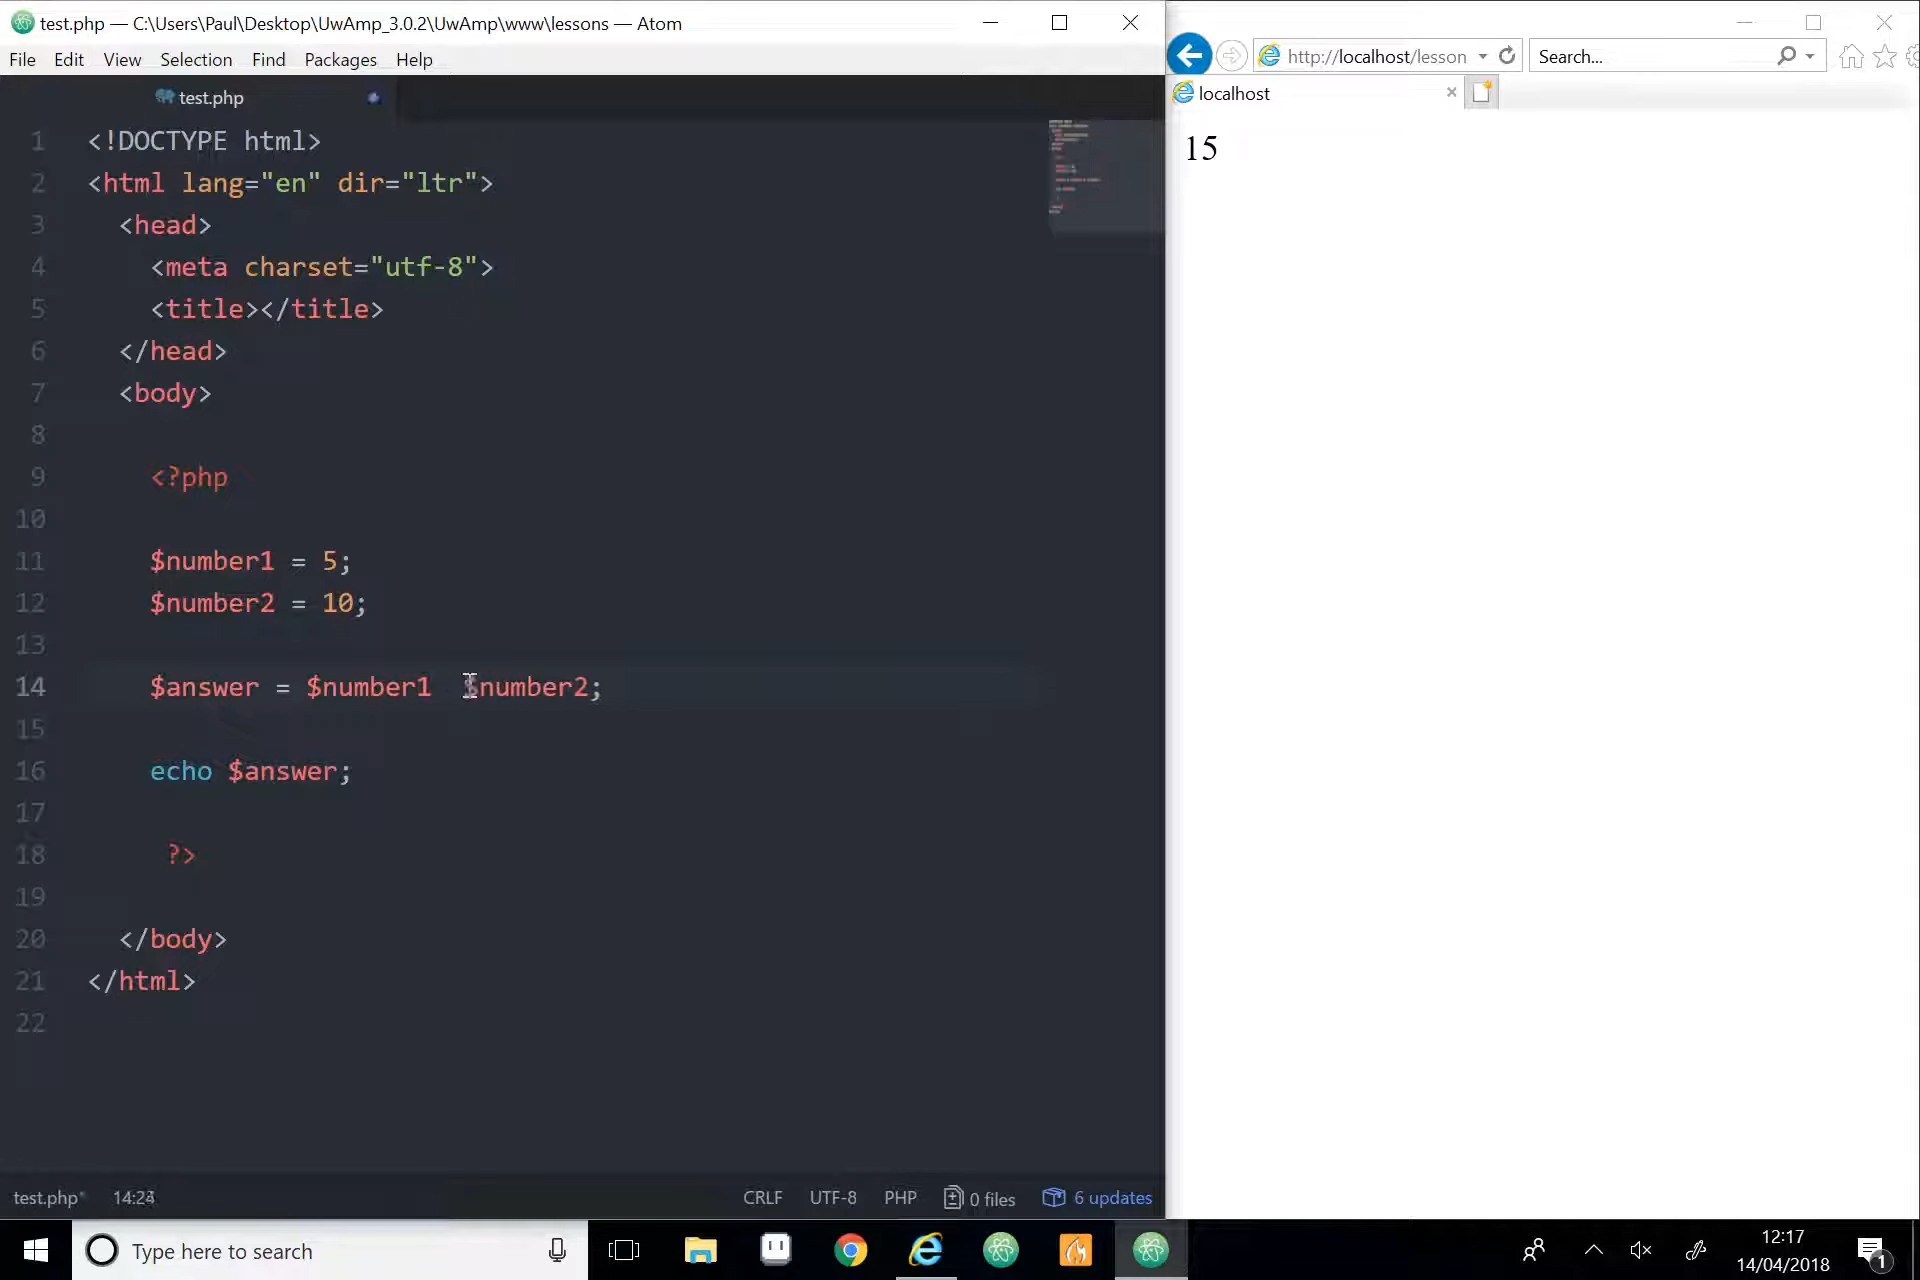 test.php — C:\Users\Paul\Desktop\UwAmp_3.0.2\UwAmp\www\lessons — Atom
File Edit View Selection Find Packages Help
test.php
1 <!DOCTYPE html>
2 <html lang="en" dir="ltr">
3 <head>
4 <meta charset="utf-8">
5 <title></title>
6 </head>
7 <body>
8
9 <?php
10
11 $number1 = 5;
12 $number2 = 10;
13
14 $answer = $number1 $number2;
15
16 echo $answer;
17
18 ?>
19
20 </body>
21 </html>
22
test.php* CRLF UTF-8 PHP 0 files 6 updates
http://localhost/lesson Search...
localhost
15
Type here to search
12:17
14/04/2018
1